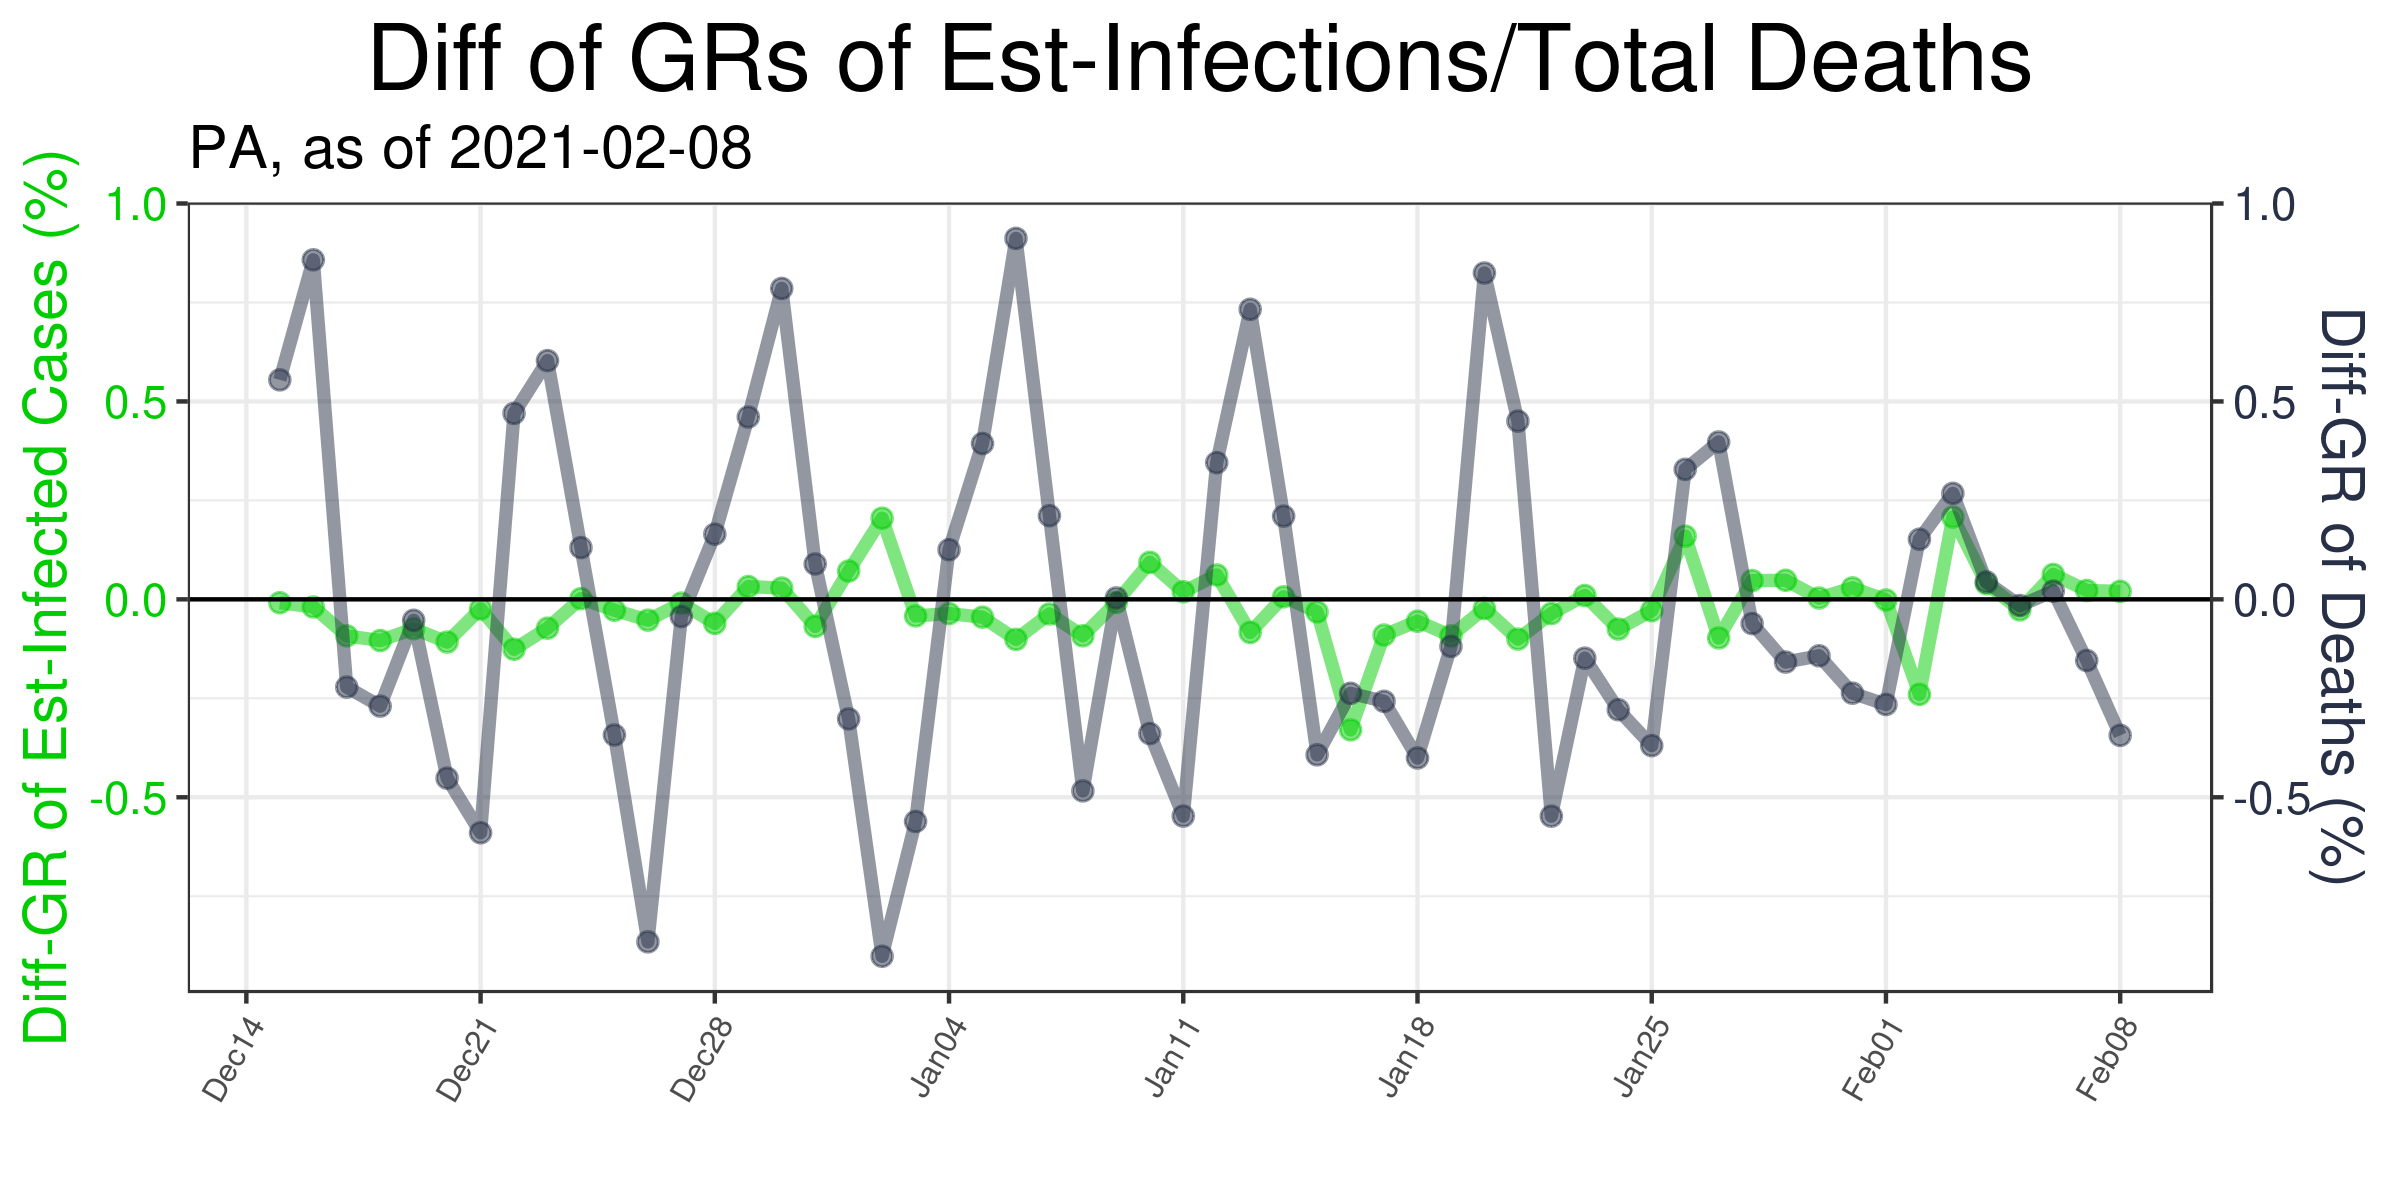 Diff of GRs of Est-Infections/Total Deaths
PA, as of 2021-02-08
Diff-GR of Est-Infected Cases (%)
1.0
0.5
0.0
-0.5
1.0
0.5
0.0
-0.5
Diff-GR of Deaths (%)
Dec14 Dec21 Dec28 Jan04 Jan11 Jan18 Jan25 Feb01 Feb08